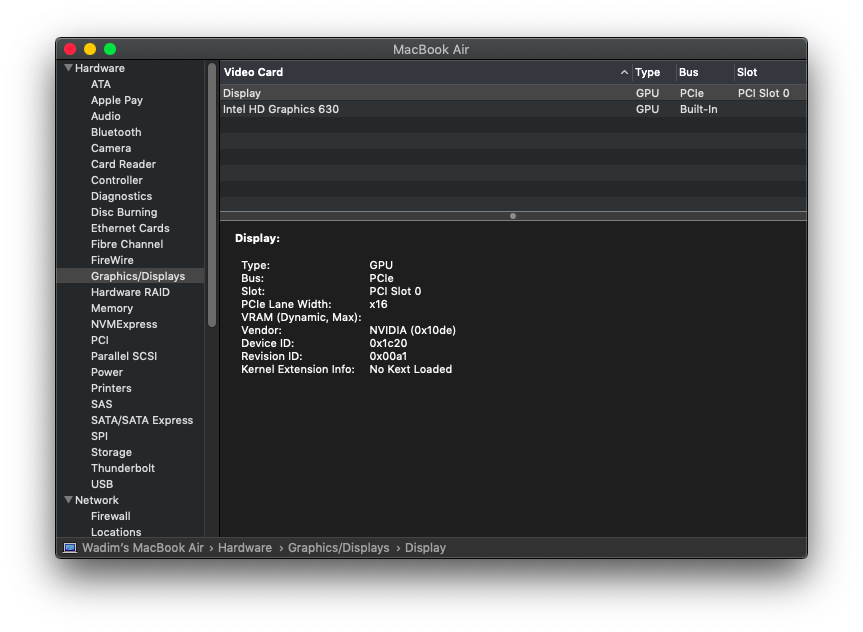 MacBook Air
Hardware
ATA
Apple Pay
Audio
Bluetooth
Camera
Card Reader
Controller
Diagnostics
Disc Burning
Ethernet Cards
Fibre Channel
FireWire
Graphics/Displays
Hardware RAID
Memory
NVMExpress
PCI
Parallel SCSI
Power
Printers
SAS
SATA/SATA Express
SPI
Storage
Thunderbolt
USB
Network
Firewall
Locations
Video Card Type Bus Slot
Display GPU PCIe PCI Slot 0
Intel HD Graphics 630 GPU Built-In
Display:
Type: GPU
Bus: PCIe
Slot: PCI Slot 0
PCIe Lane Width: x16
VRAM (Dynamic, Max):
Vendor: NVIDIA (0x10de)
Device ID: 0x1c20
Revision ID: 0x00a1
Kernel Extension Info: No Kext Loaded
Wadim's MacBook Air › Hardware › Graphics/Displays › Display